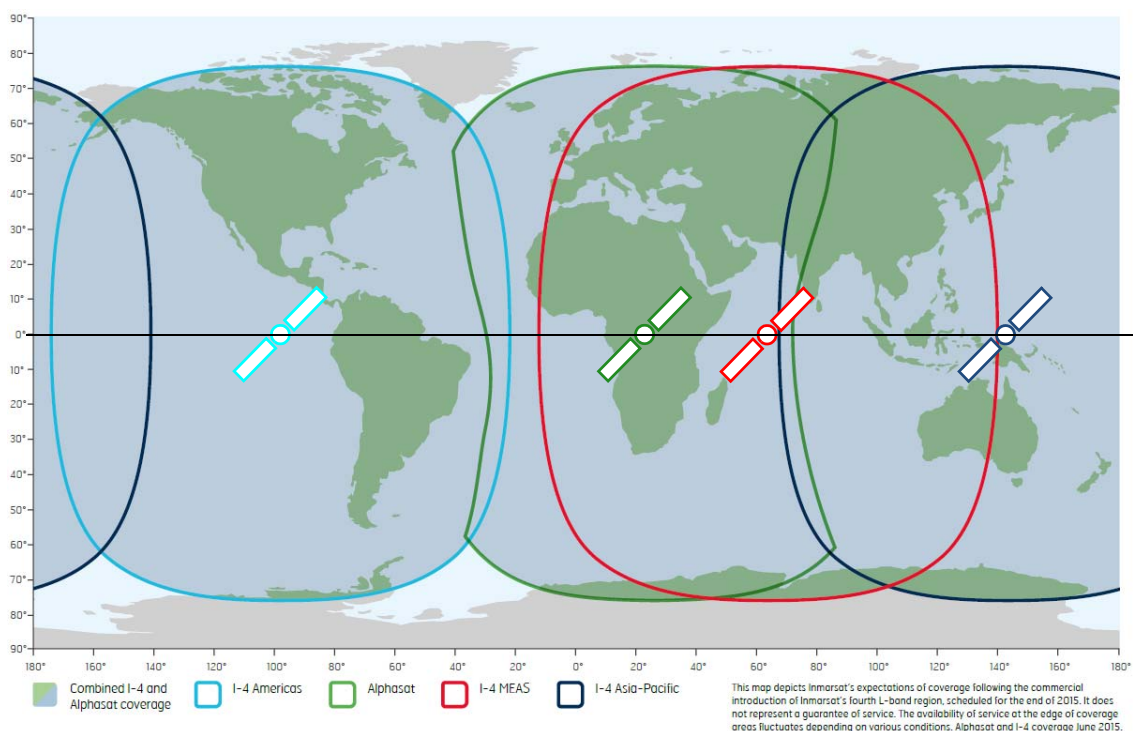 90°
80°
70°
60°
50°
40°
30°
20°
10°
0°
10°
20°
30°
40°
50°
60°
70°
80°
90°
180° 160° 140° 120° 100° 80° 60° 40° 20° 0° 20° 40° 60° 80° 100° 120° 140° 160° 180°
Combined I-4 and
Alphasat coverage
I-4 Americas
Alphasat
I-4 MEAS
I-4 Asia-Pacific
This map depicts Inmarsat's expectations of coverage following the commercial
introduction of Inmarsat's fourth L-band region, scheduled for the end of 2015. It does
not represent a guarantee of service. The availability of service at the edge of coverage
areas fluctuates depending on various conditions. Alphasat and I-4 coverage June 2015.